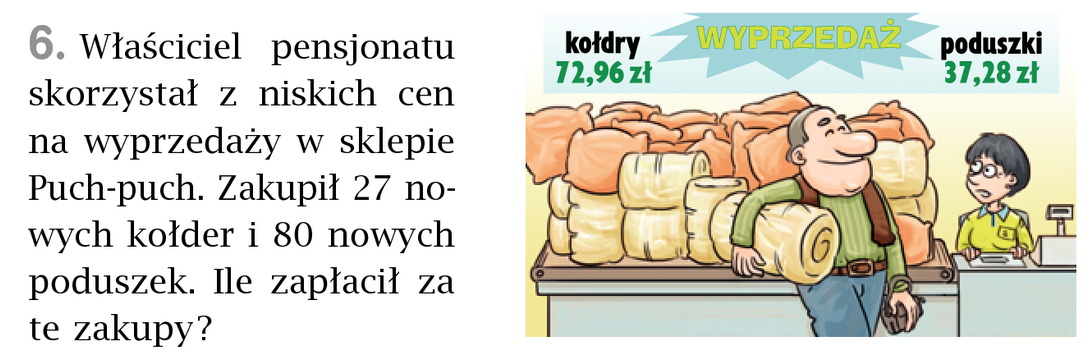 6. Właściciel pensjonatu
skorzystał z niskich cen
na wyprzedaży w sklepie
Puch-puch. Zakupił 27 no-
wych kołder i 80 nowych
poduszek. Ile zapłacił za
te zakupy?
WYPRZEDAŻ
kołdry
72,96 zł
poduszki
37,28 zł